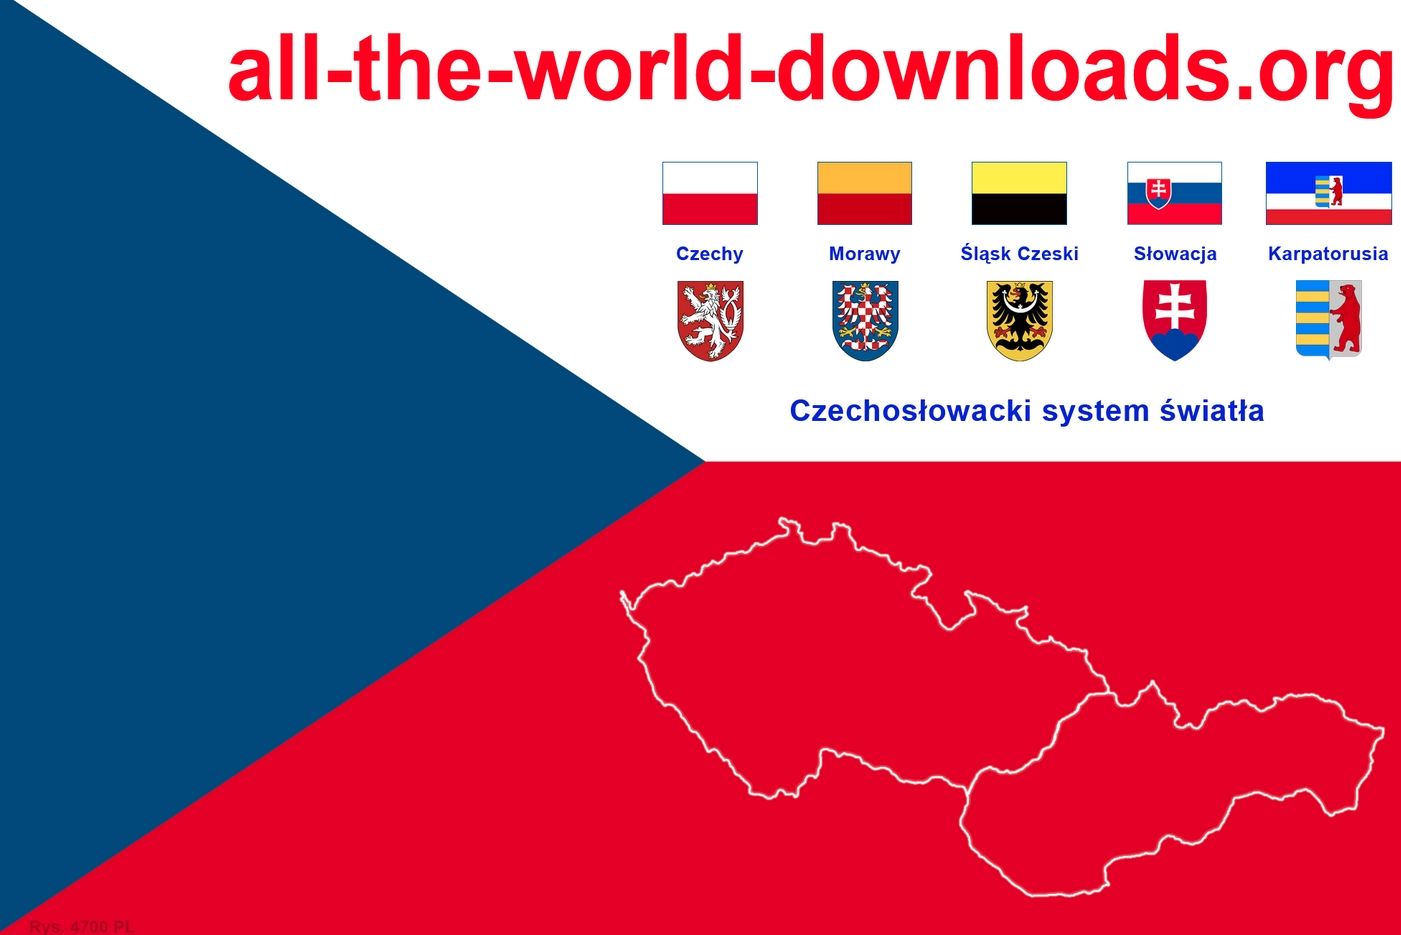 all-the-world-downloads.org
Czechy Morawy Śląsk Czeski Słowacja Karpatorusia
Czechosłowacki system światła
Rys. 4700 PL